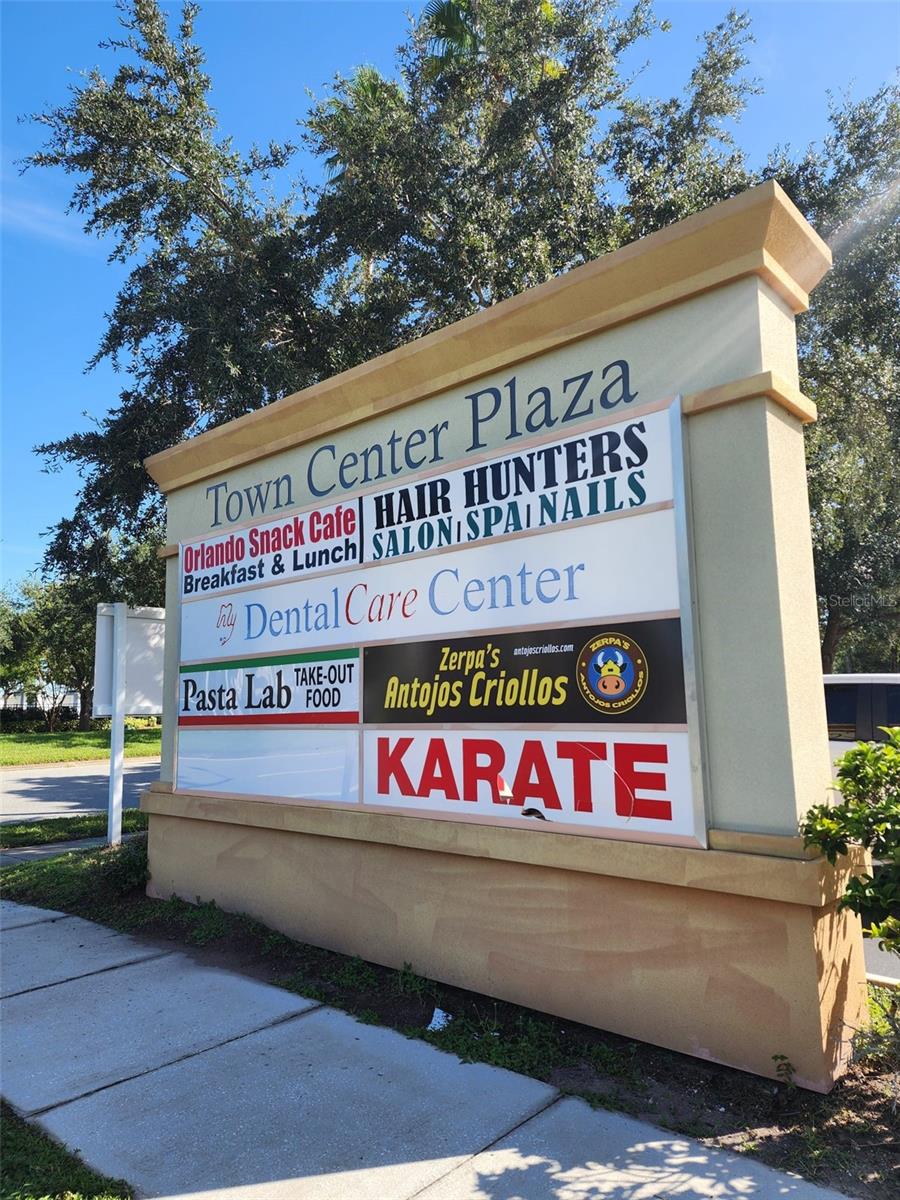 Town Center Plaza
Orlando Snack Cafe
Breakfast & Lunch
HAIR HUNTERS
SALON | SPA | NAILS
my Dental Care Center
Pasta Lab
TAKE-OUT
FOOD
Zerpa's
antojoscriollos.com
Antojos Criollos
ZERPA'S
ANTOJOS CRIOLLOS
KARATE
StellarMLS